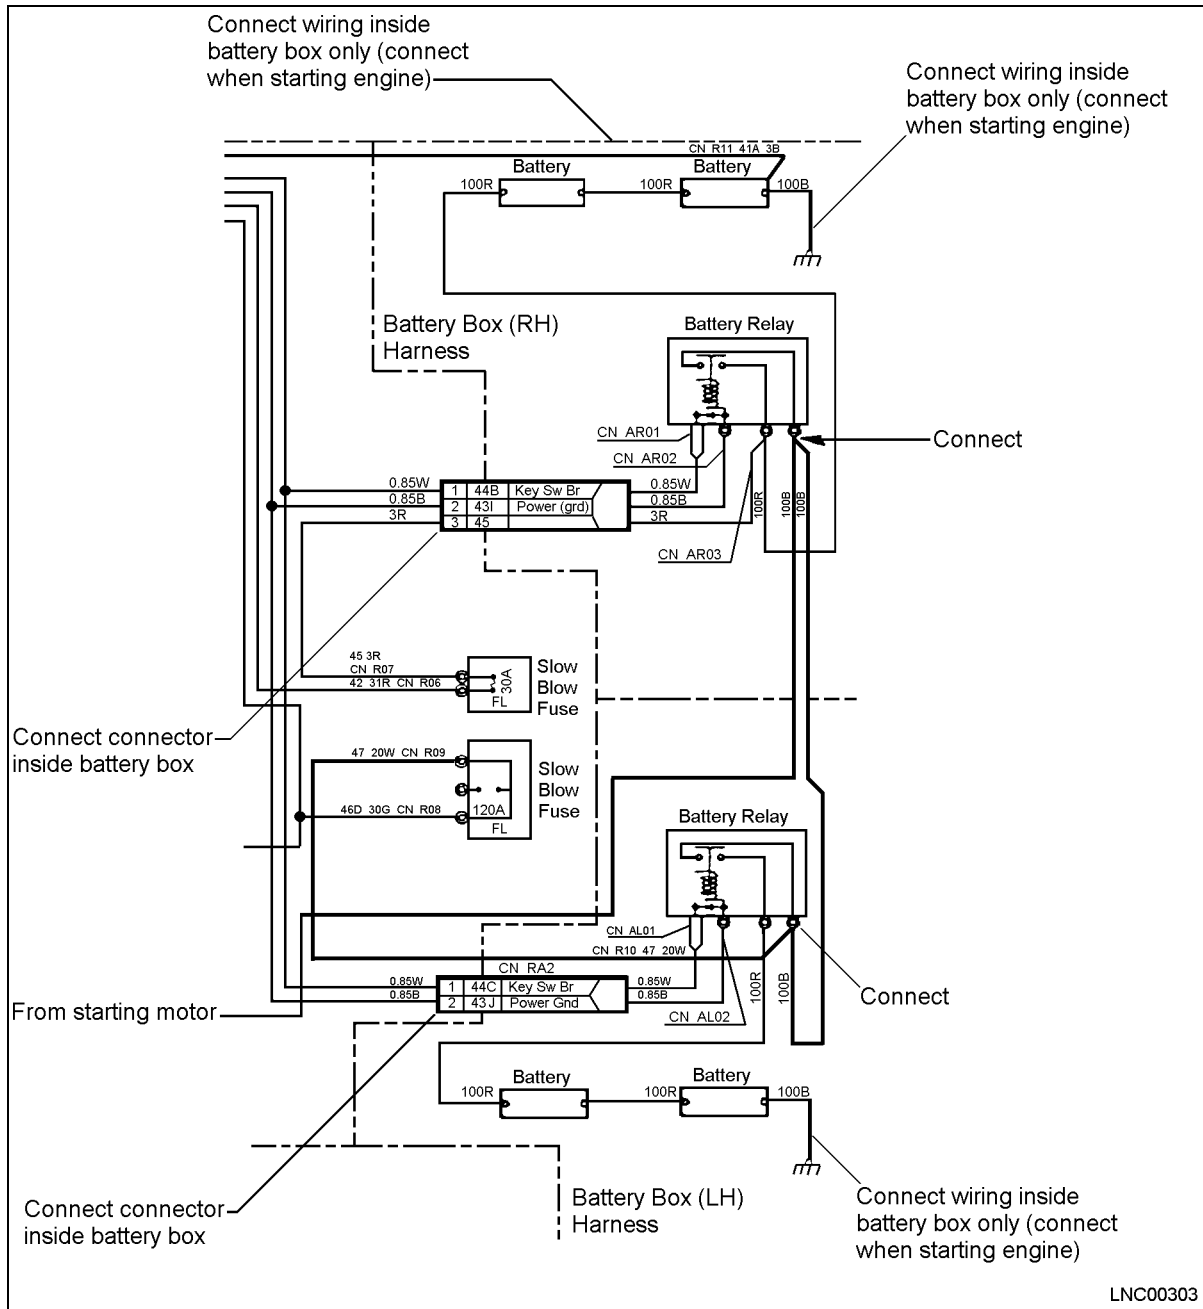 Connect wiring inside
battery box only (connect
when starting engine)
Connect wiring inside
battery box only (connect
when starting engine)
CN R11 41A 3B
Battery
Battery
100R
100R
100B
Battery Box (RH)
Harness
Battery Relay
CN AR01
CN AR02
Connect
0.85W
0.85B
3R
1 44B Key Sw Br
2 43I Power (grd)
3 45
0.85W
0.85B
3R
100R
100B
100B
CN AR03
45 3R
CN R07
42 31R CN R06
30A
FL
Slow
Blow
Fuse
Connect connector
inside battery box
47 20W CN R09
46D 30G CN R08
120A
FL
Slow
Blow
Fuse
Battery Relay
CN AL01
CN R10 47 20W
CN RA2
0.85W
0.85B
1 44C Key Sw Br
2 43J Power Gnd
0.85W
0.85B
100R
100B
CN AL02
Connect
From starting motor
Battery
Battery
100R
100R
100B
Connect connector
inside battery box
Battery Box (LH)
Harness
Connect wiring inside
battery box only (connect
when starting engine)
LNC00303